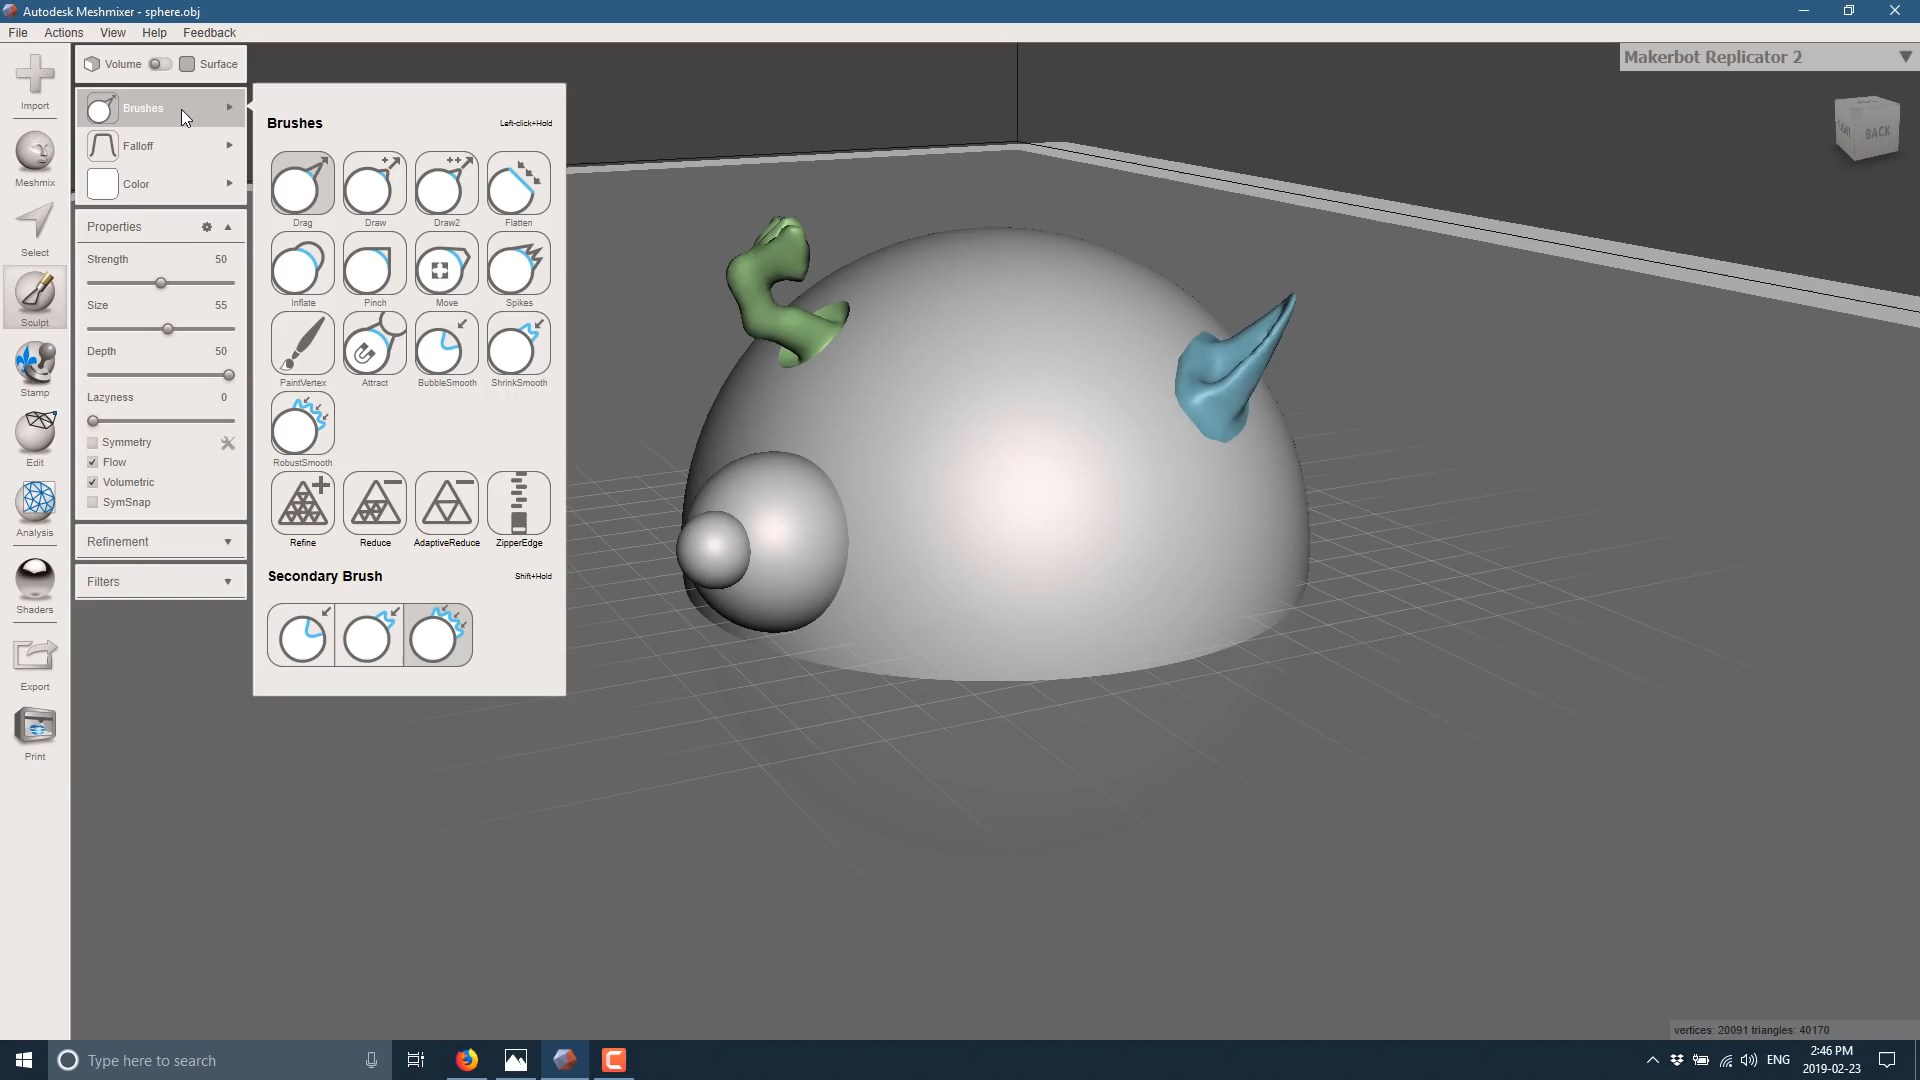 Autodesk Meshmixer - sphere.obj
File Actions View Help Feedback
Volume Surface
Makerbot Replicator 2
Import
Meshmix
Select
Sculpt
Stamp
Edit
Analysis
Shaders
Export
Print
Brushes
Falloff
Color
Properties
Strength 50
Size 55
Depth 50
Lazyness 0
Symmetry
Flow
Volumetric
SymSnap
Refinement
Filters
Brushes Left-click+Hold
Drag Draw Draw2 Flatten
Inflate Pinch Move Spikes
PaintVertex Attract BubbleSmooth ShrinkSmooth
RobustSmooth
Refine Reduce AdaptiveReduce ZipperEdge
Secondary Brush Shift+Hold
BACK
vertices: 20091 triangles: 40170
Type here to search
ENG
2:46 PM
2019-02-23